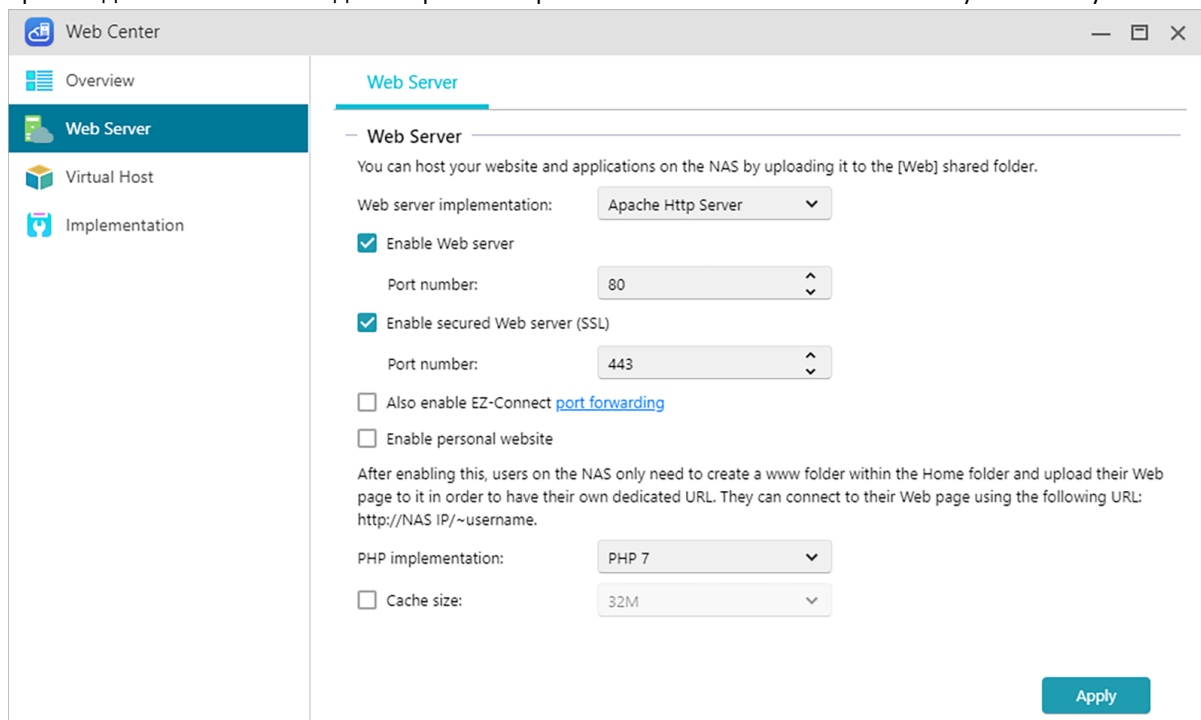 Web Center
Overview
Web Server
Virtual Host
Implementation
Web Server
Web Server
You can host your website and applications on the NAS by uploading it to the [Web] shared folder.
Web server implementation: Apache Http Server
Enable Web server
Port number: 80
Enable secured Web server (SSL)
Port number: 443
Also enable EZ-Connect port forwarding
Enable personal website
After enabling this, users on the NAS only need to create a www folder within the Home folder and upload their Web
page to it in order to have their own dedicated URL. They can connect to their Web page using the following URL:
http://NAS IP/~username.
PHP implementation: PHP 7
Cache size: 32M
Apply